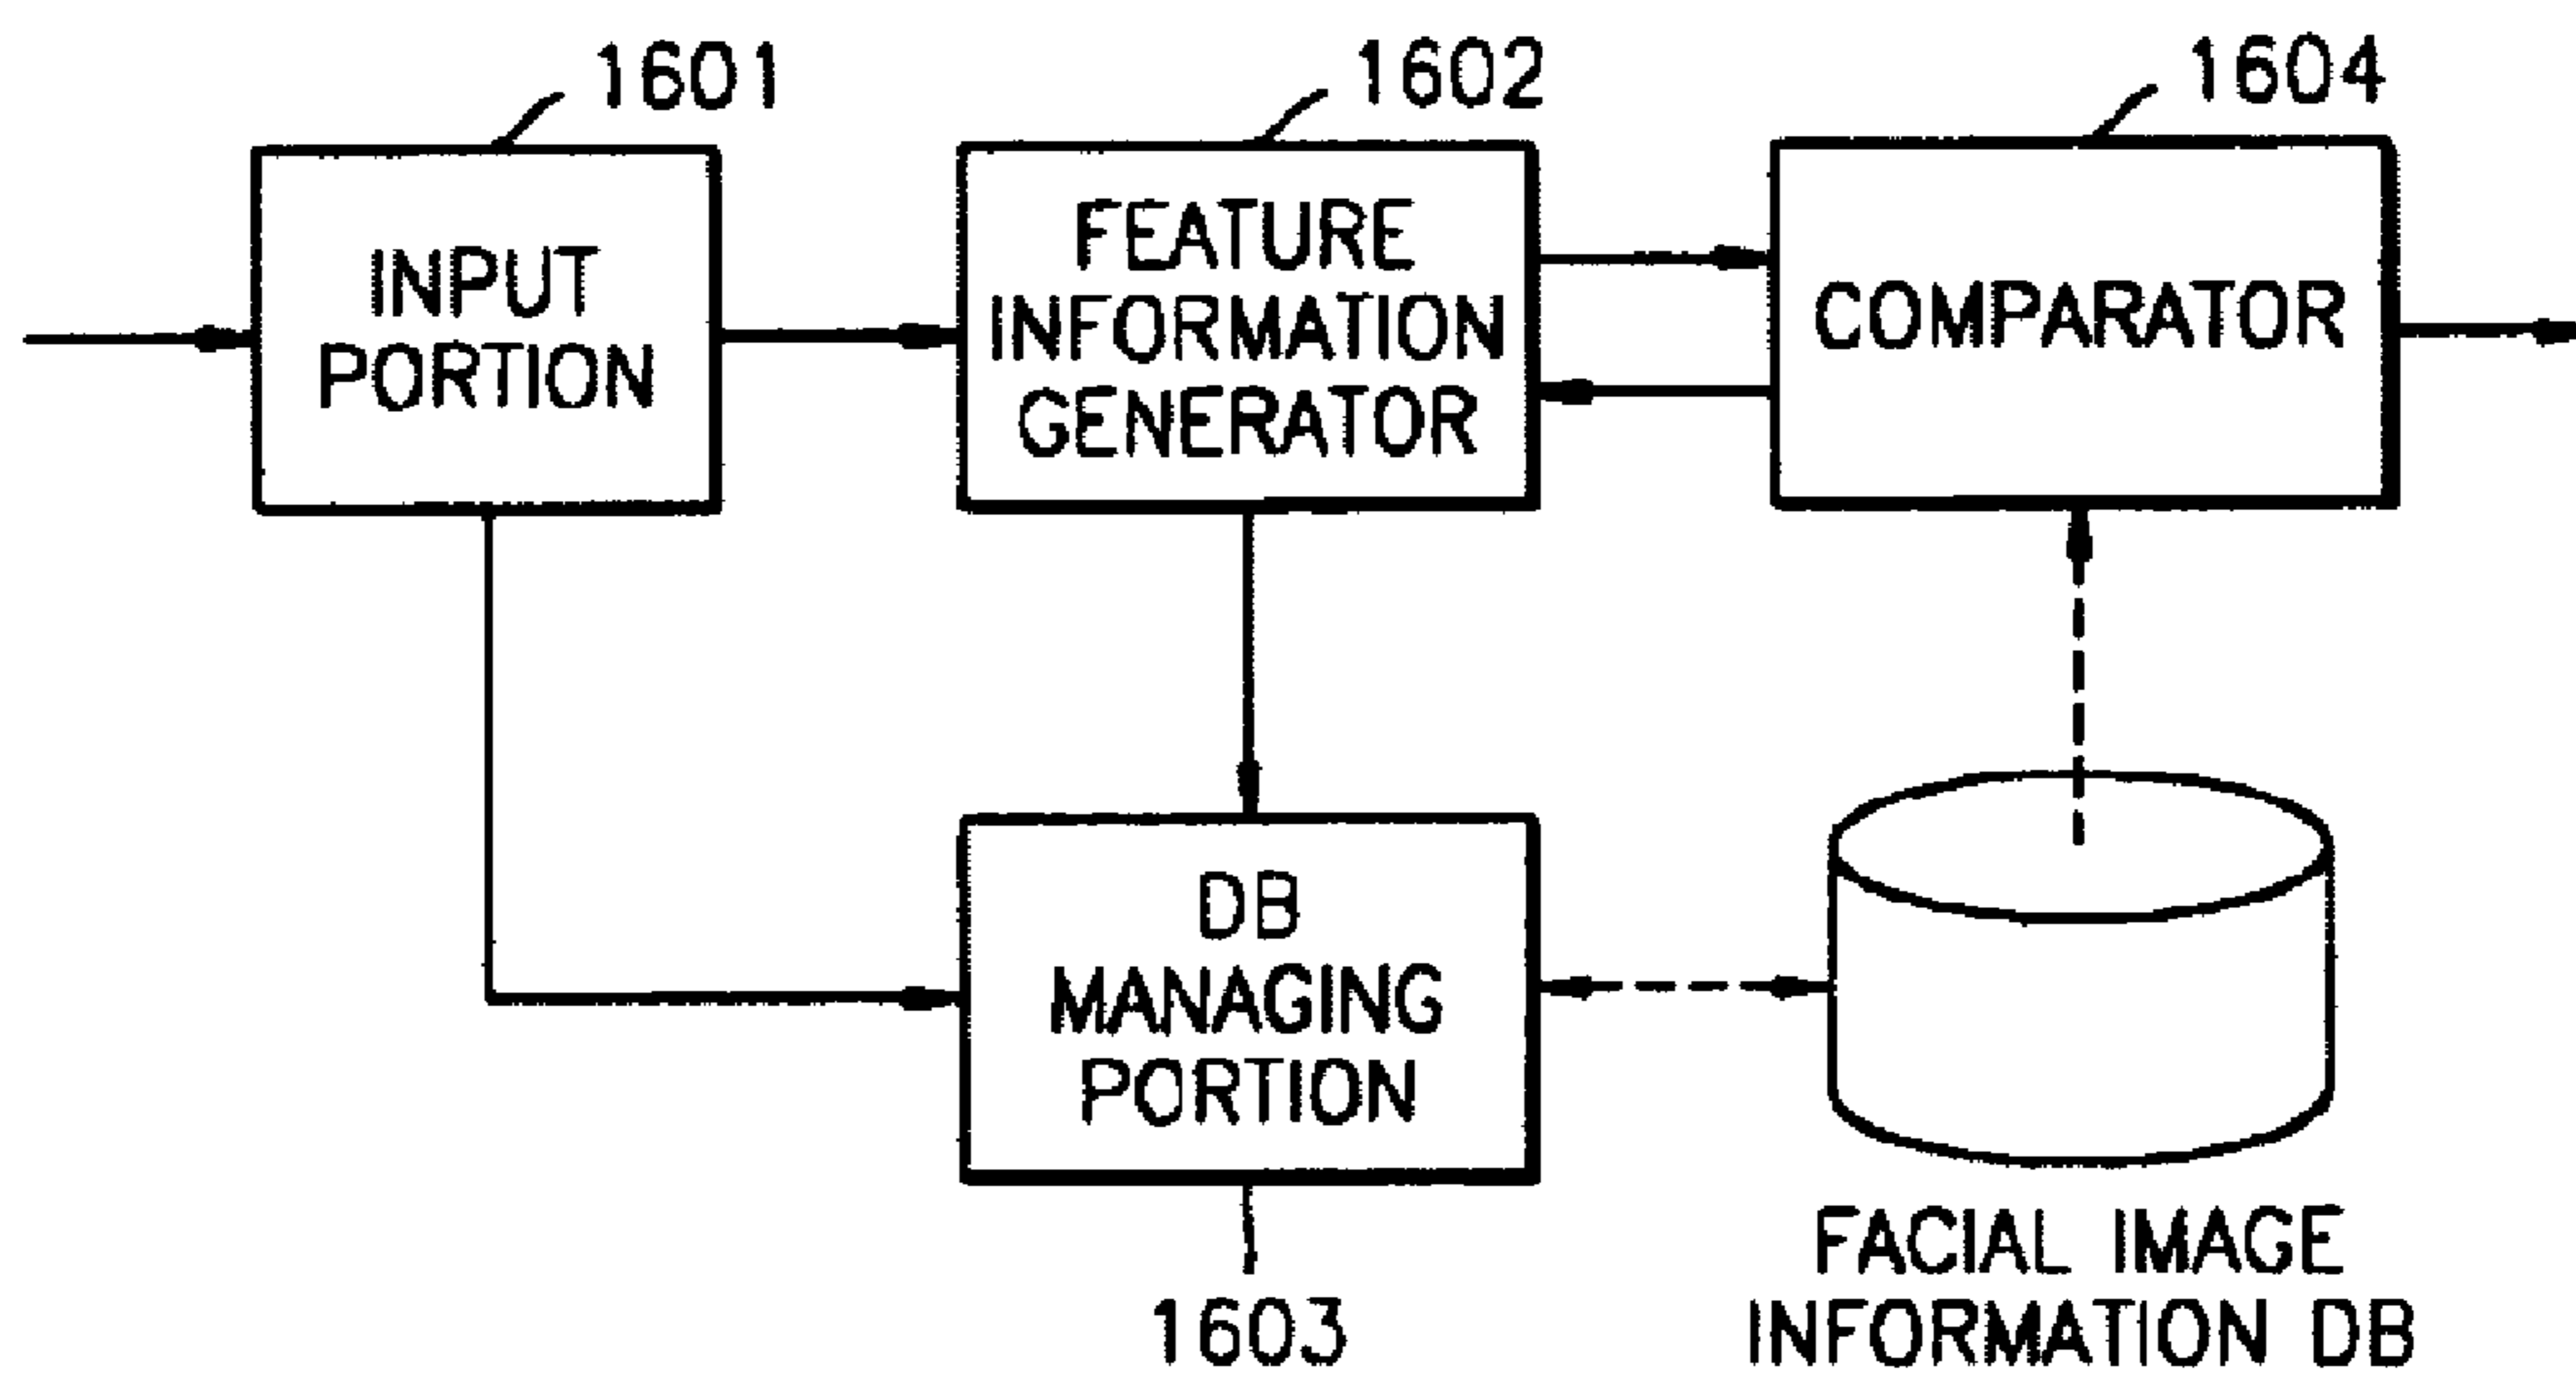 1601
1602
1604
INPUT
PORTION
FEATURE
INFORMATION
GENERATOR
COMPARATOR
DB
MANAGING
PORTION
1603
FACIAL IMAGE
INFORMATION DB